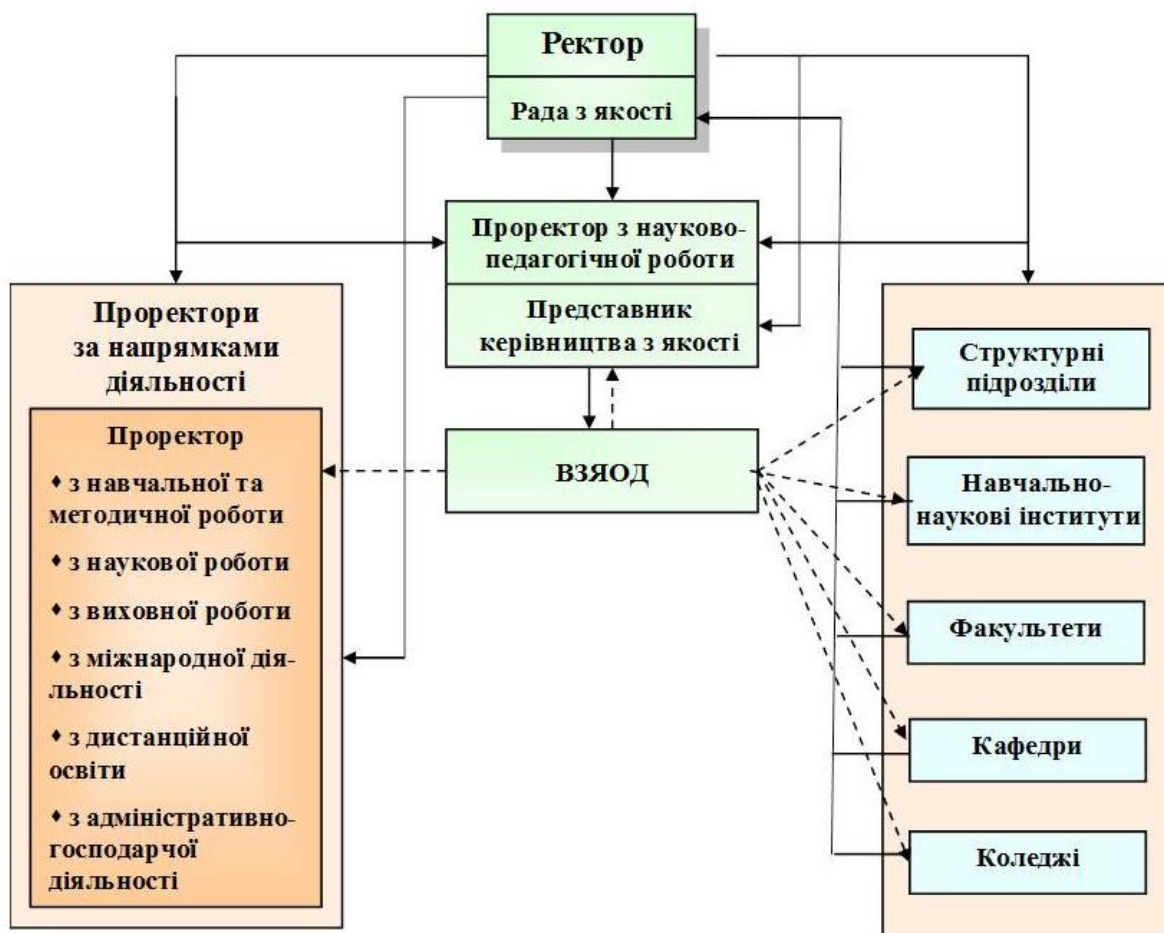 Ректор
Рада з якості
Проректор з науково-
педагогічної роботи
Представник
керівництва з якості
ВЗЯОД
Проректори
за напрямками
діяльності
Проректор
♦ з навчальної та
методичної роботи
♦ з наукової роботи
♦ з виховної роботи
♦ з міжнародної дія-
льності
♦ з дистанційної
освіти
♦ з адміністративно-
господарчої
діяльності
Структурні
підрозділи
Навчально-
наукові інститути
Факультети
Кафедри
Коледжі